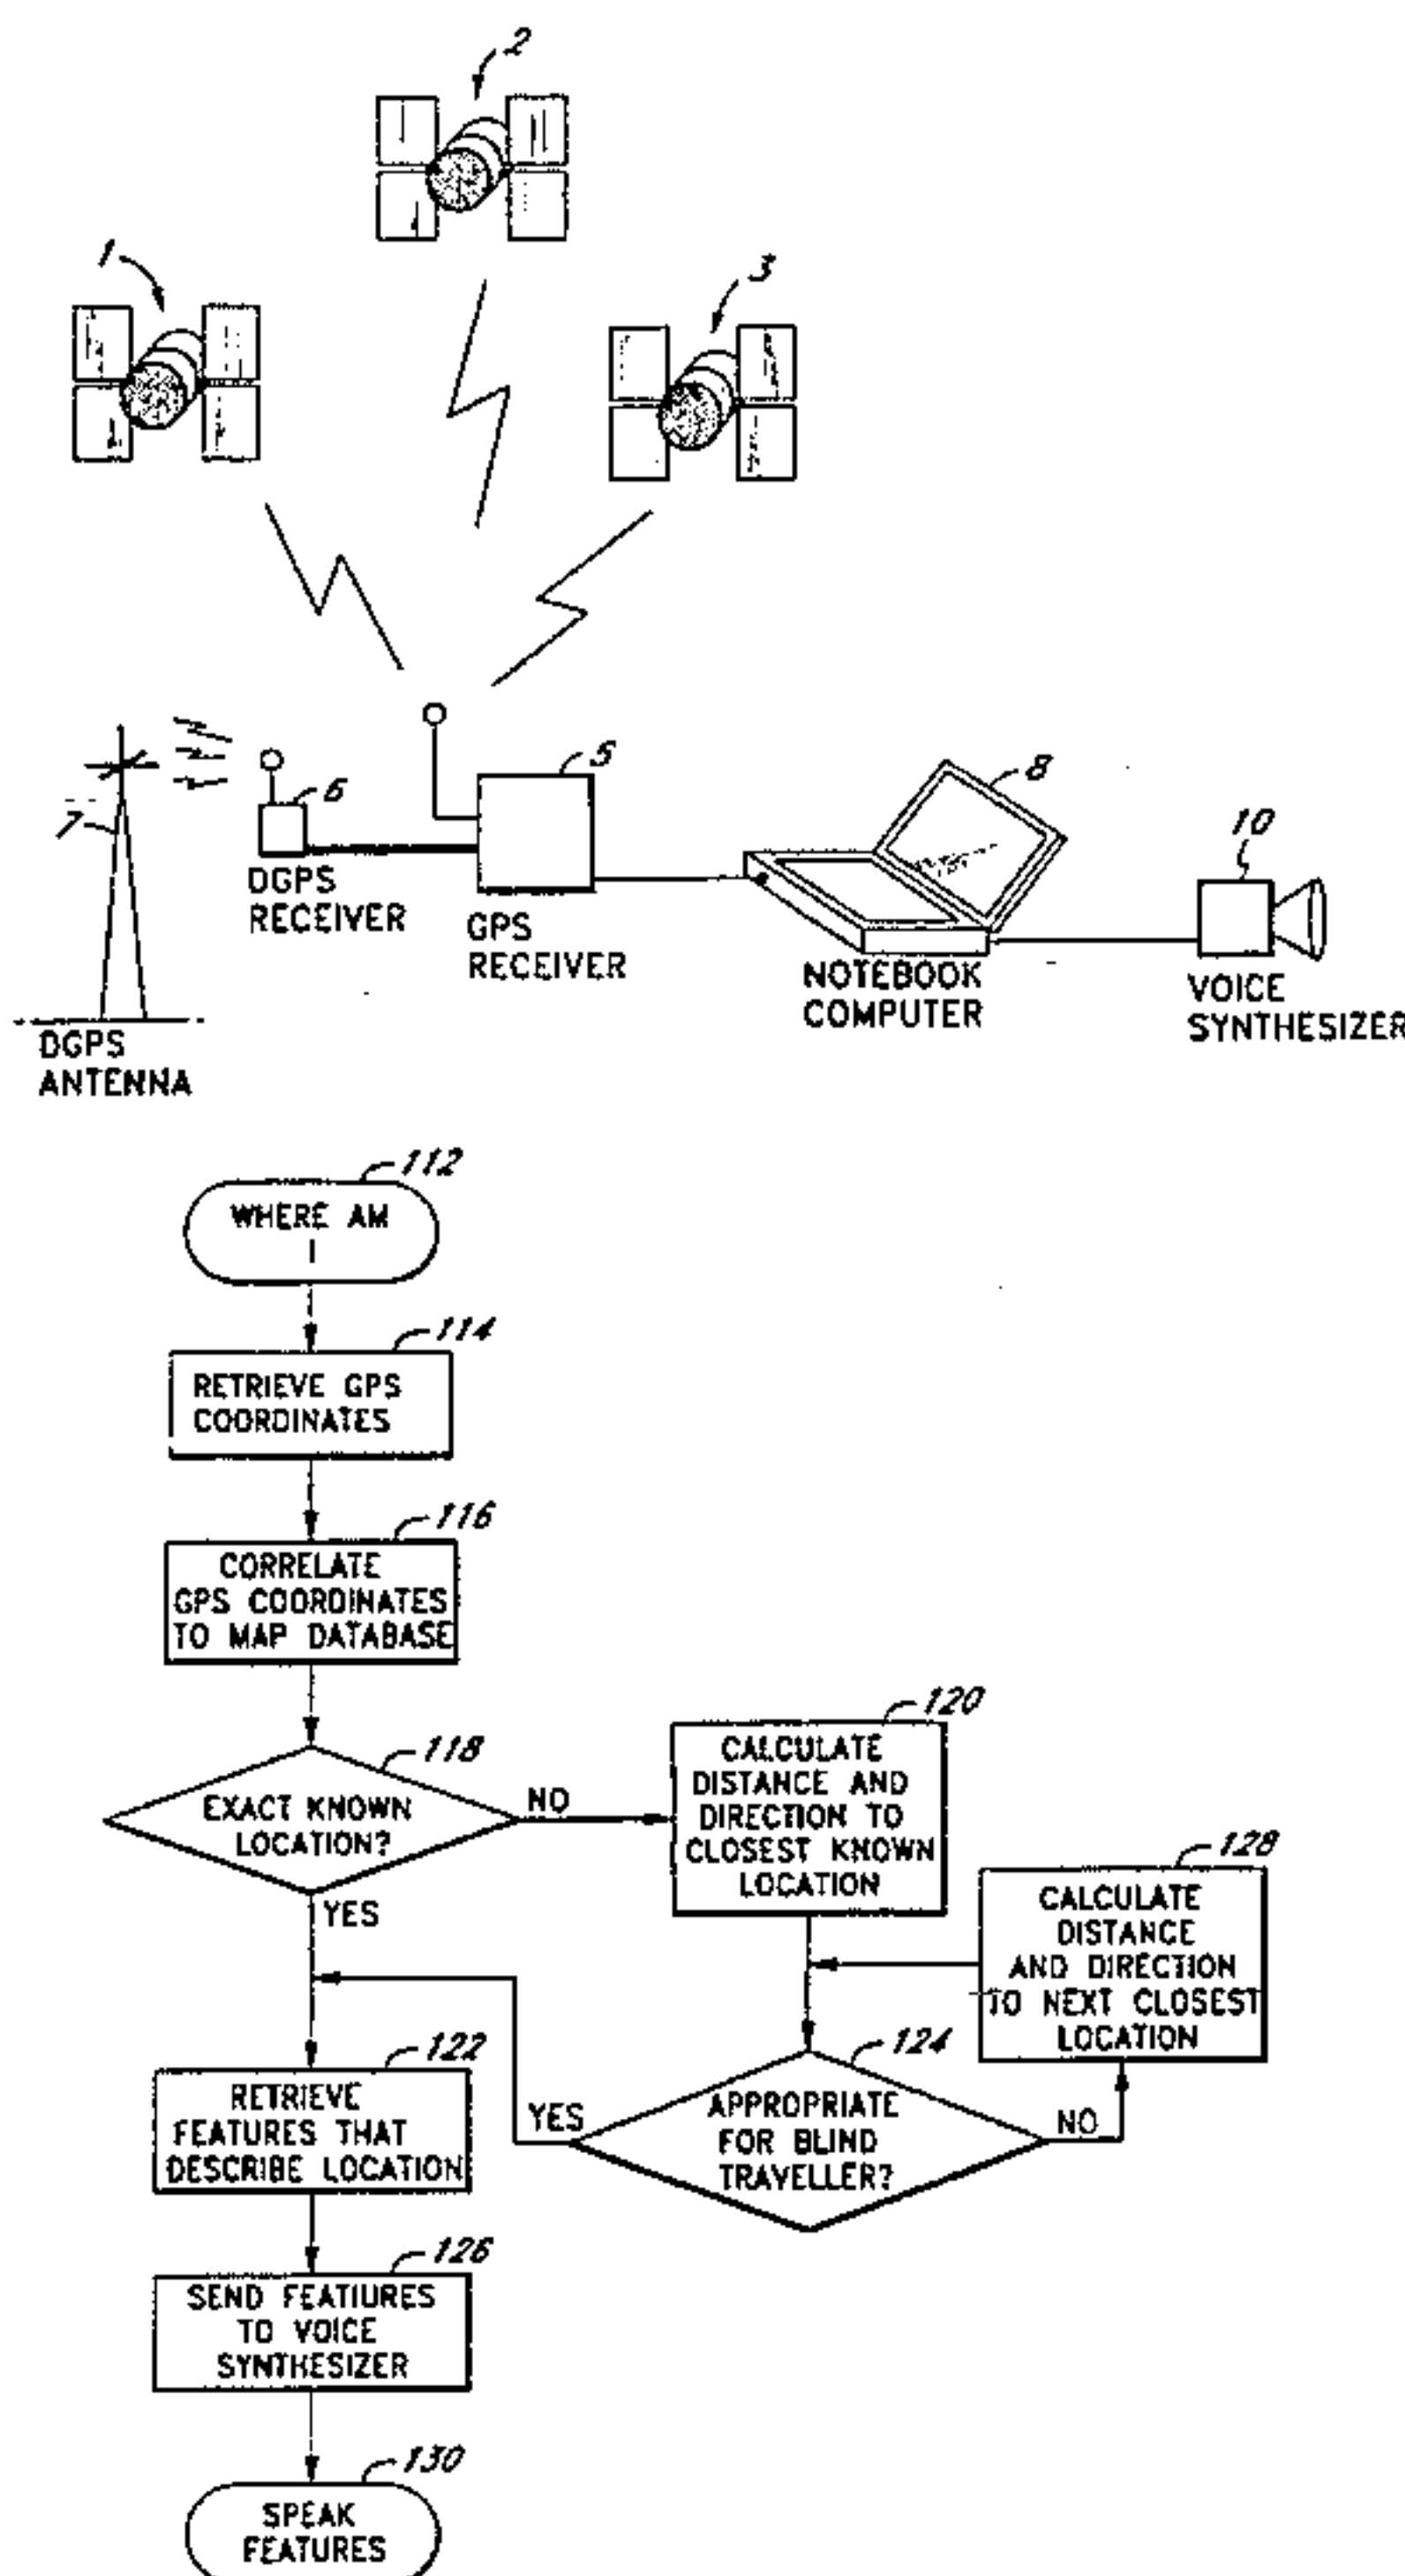 2
1
3
5
6
7
8
10
DGPS
RECEIVER
GPS
RECEIVER
NOTEBOOK
COMPUTER
VOICE
SYNTHESIZER
DGPS
ANTENNA
112
WHERE AM
I
114
RETRIEVE GPS
COORDINATES
116
CORRELATE
GPS COORDINATES
TO MAP DATABASE
118
EXACT KNOWN
LOCATION?
NO
YES
120
CALCULATE
DISTANCE AND
DIRECTION TO
CLOSEST KNOWN
LOCATION
128
CALCULATE
DISTANCE
AND DIRECTION
TO NEXT CLOSEST
LOCATION
122
RETRIEVE
FEATURES THAT
DESCRIBE LOCATION
124
APPROPRIATE
FOR BLIND
TRAVELLER?
YES
NO
126
SEND FEATIURES
TO VOICE
SYNTHESIZER
130
SPEAK
FEATURES